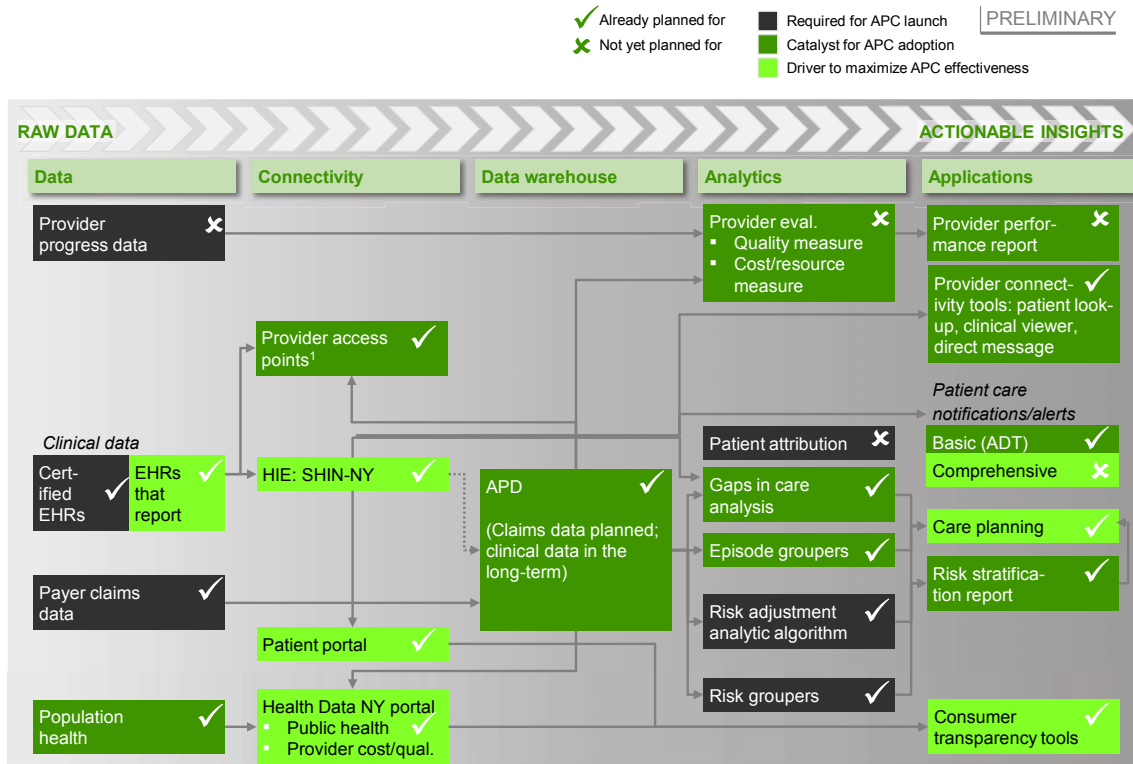 Already planned for
Not yet planned for
Required for APC launch
Catalyst for APC adoption
Driver to maximize APC effectiveness
PRELIMINARY
RAW DATA
ACTIONABLE INSIGHTS
Data
Connectivity
Data warehouse
Analytics
Applications
Provider
progress data
Provider eval.
▪ Quality measure
▪ Cost/resource
measure
Provider perfor-
mance report
Provider connect-
ivity tools: patient look-
up, clinical viewer,
direct message
Provider access
points1
Patient care
notifications/alerts
Clinical data
Cert-
ified
EHRs
EHRs
that
report
HIE: SHIN-NY
APD
(Claims data planned;
clinical data in the
long-term)
Patient attribution
Gaps in care
analysis
Episode groupers
Risk adjustment
analytic algorithm
Risk groupers
Basic (ADT)
Comprehensive
Care planning
Risk stratifica-
tion report
Payer claims
data
Patient portal
Population
health
Health Data NY portal
▪ Public health
▪ Provider cost/qual.
Consumer
transparency tools